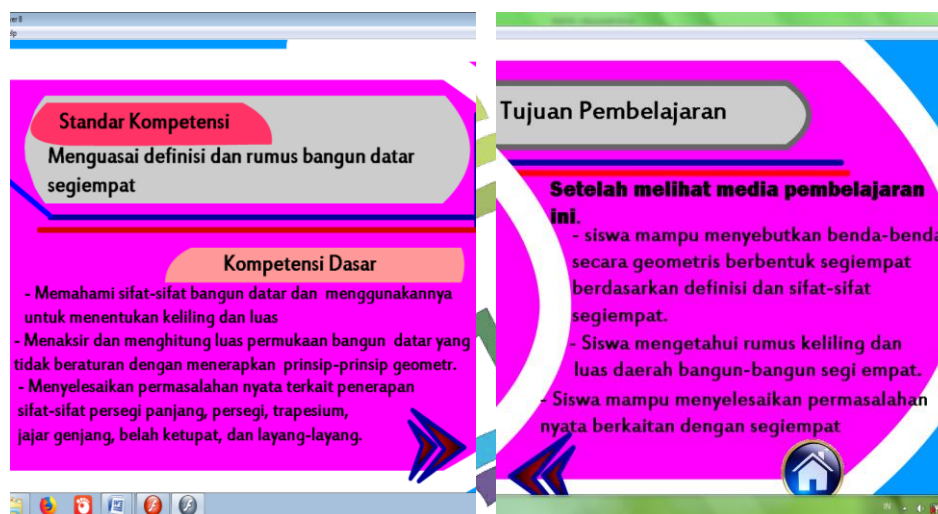 er 8
lp
Standar Kompetensi
Menguasai definisi dan rumus bangun datar
segiempat
Kompetensi Dasar
- Memahami sifat-sifat bangun datar dan menggunakannya
untuk menentukan keliling dan luas
- Menaksir dan menghitung luas permukaan bangun datar yang
tidak beraturan dengan menerapkan prinsip-prinsip geometr.
- Menyelesaikan permasalahan nyata terkait penerapan
sifat-sifat persegi panjang, persegi, trapesium,
jajar genjang, belah ketupat, dan layang-layang.
Tujuan Pembelajaran
Setelah melihat media pembelajaran
ini.
- siswa mampu menyebutkan benda-benda
secara geometris berbentuk segiempat
berdasarkan definisi dan sifat-sifat
segiempat.
- Siswa mengetahui rumus keliling dan
luas daerah bangun-bangun segi empat.
- Siswa mampu menyelesaikan permasalahan
nyata berkaitan dengan segiempat
IN